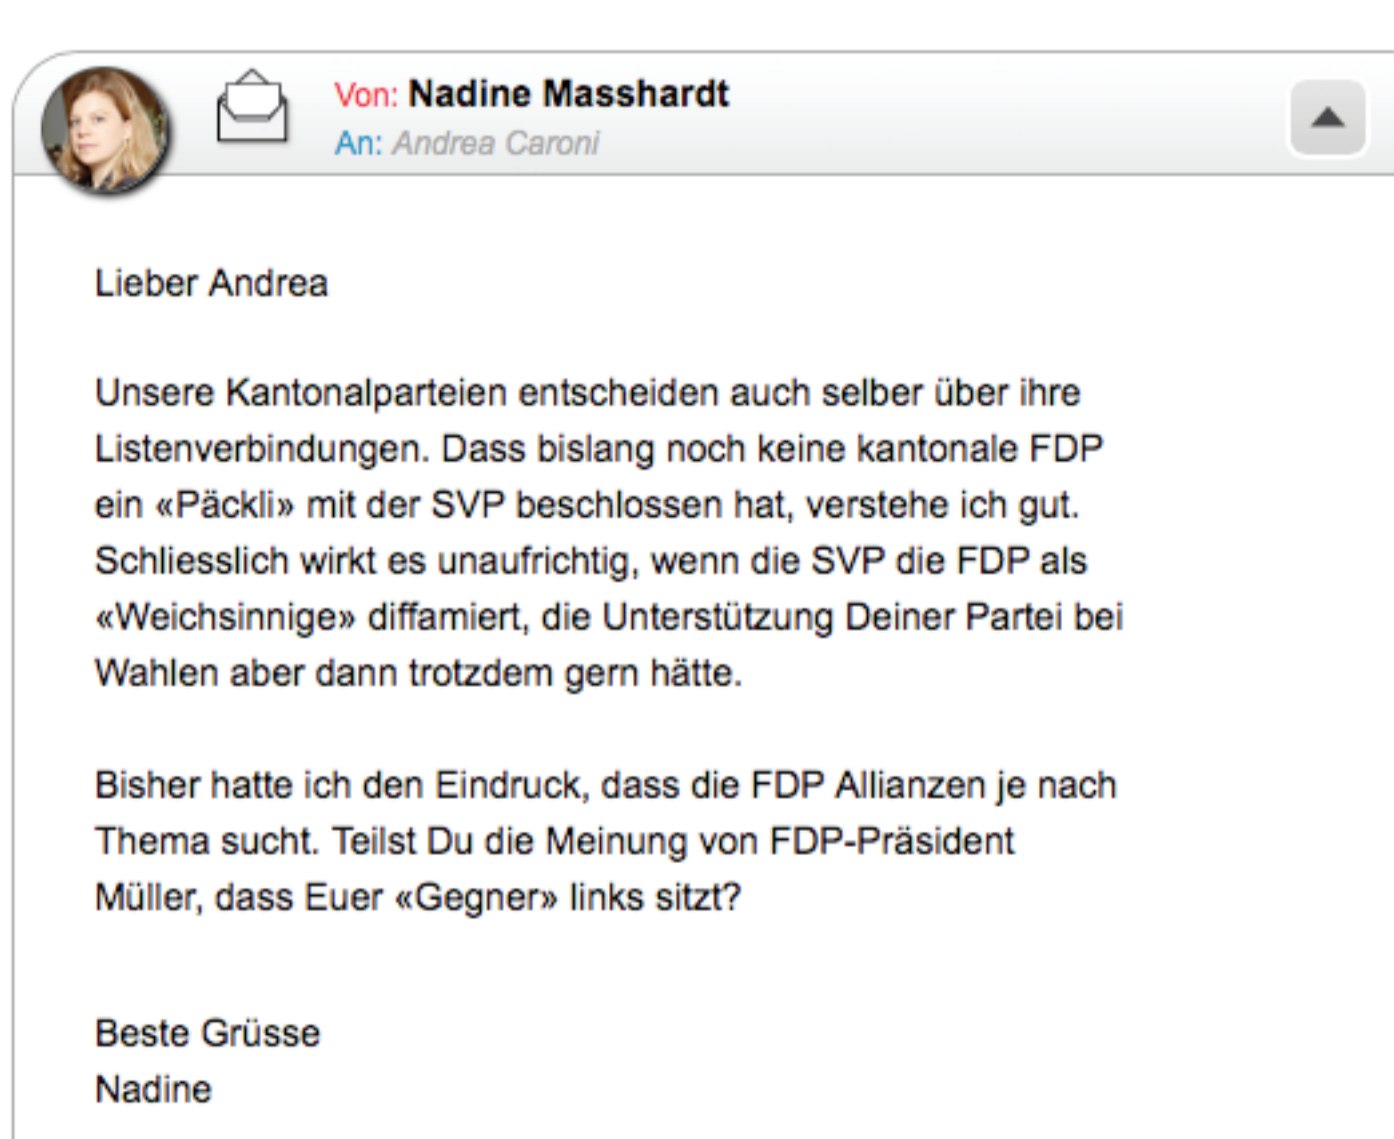 Von: Nadine Masshardt
An: Andrea Caroni
Lieber Andrea
Unsere Kantonalparteien entscheiden auch selber über ihre
Listenverbindungen. Dass bislang noch keine kantonale FDP
ein «Päckli» mit der SVP beschlossen hat, verstehe ich gut.
Schliesslich wirkt es unaufrichtig, wenn die SVP die FDP als
«Weichsinnige» diffamiert, die Unterstützung Deiner Partei bei
Wahlen aber dann trotzdem gern hätte.
Bisher hatte ich den Eindruck, dass die FDP Allianzen je nach
Thema sucht. Teilst Du die Meinung von FDP-Präsident
Müller, dass Euer «Gegner» links sitzt?
Beste Grüsse
Nadine